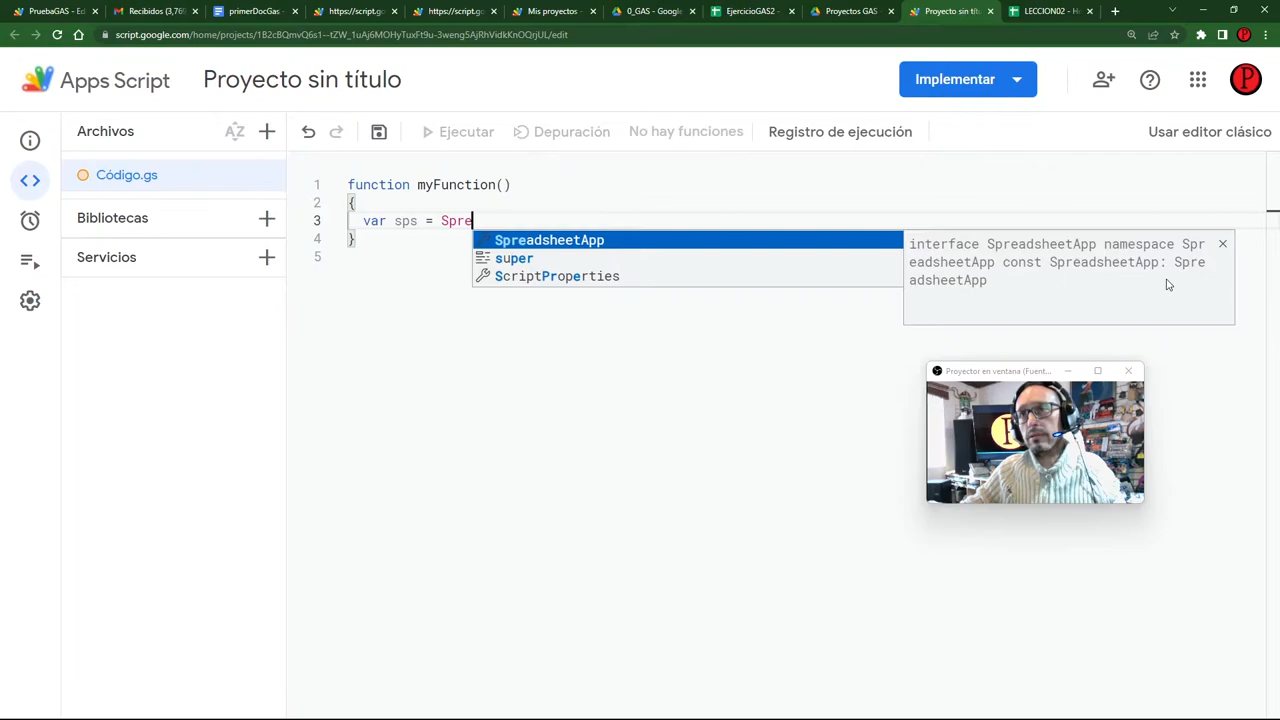 PruebaGAS - Ed
Recibidos (3,76
primerDocGas -
https://script.go
https://script.go
Mis proyectos -
0_GAS - Google
EjercicioGAS2 -
Proyectos GAS
Proyecto sin tít
LECCION02 - H
script.google.com/home/projects/1B2cBQmvQ6s1--tZW_1uAj6MOHyTuxFt9u-3weng5AjRhVidkKnOQrjUL/edit
Apps Script
Proyecto sin título
Implementar
Archivos
AZ
Ejecutar
Depuración
No hay funciones
Registro de ejecución
Usar editor clásico
Código.gs
Bibliotecas
Servicios
1 function myFunction()
2 {
3 var sps = Spre
4 }
5
SpreadsheetApp
super
ScriptProperties
interface SpreadsheetApp namespace Spr
eadsheetApp const SpreadsheetApp: Spre
adsheetApp
Proyector en ventana (Fuent...